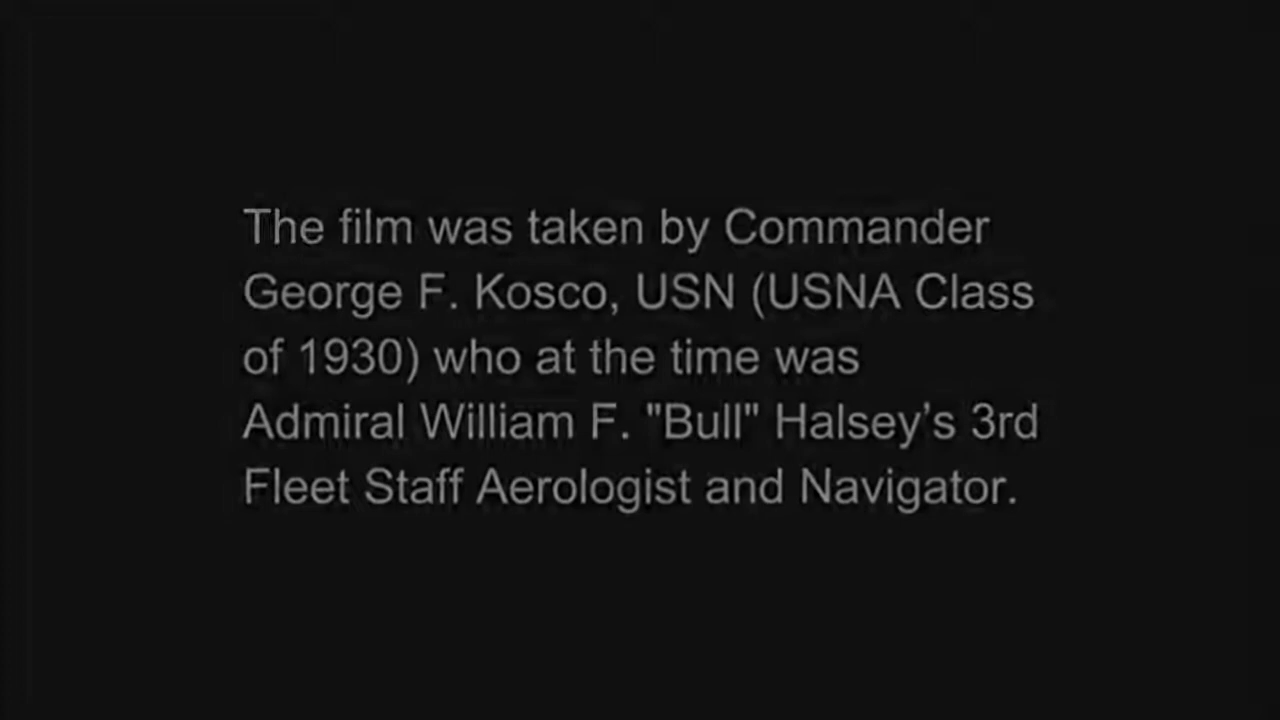 The film was taken by Commander
George F. Kosco, USN (USNA Class
of 1930) who at the time was
Admiral William F. "Bull" Halsey’s 3rd
Fleet Staff Aerologist and Navigator.